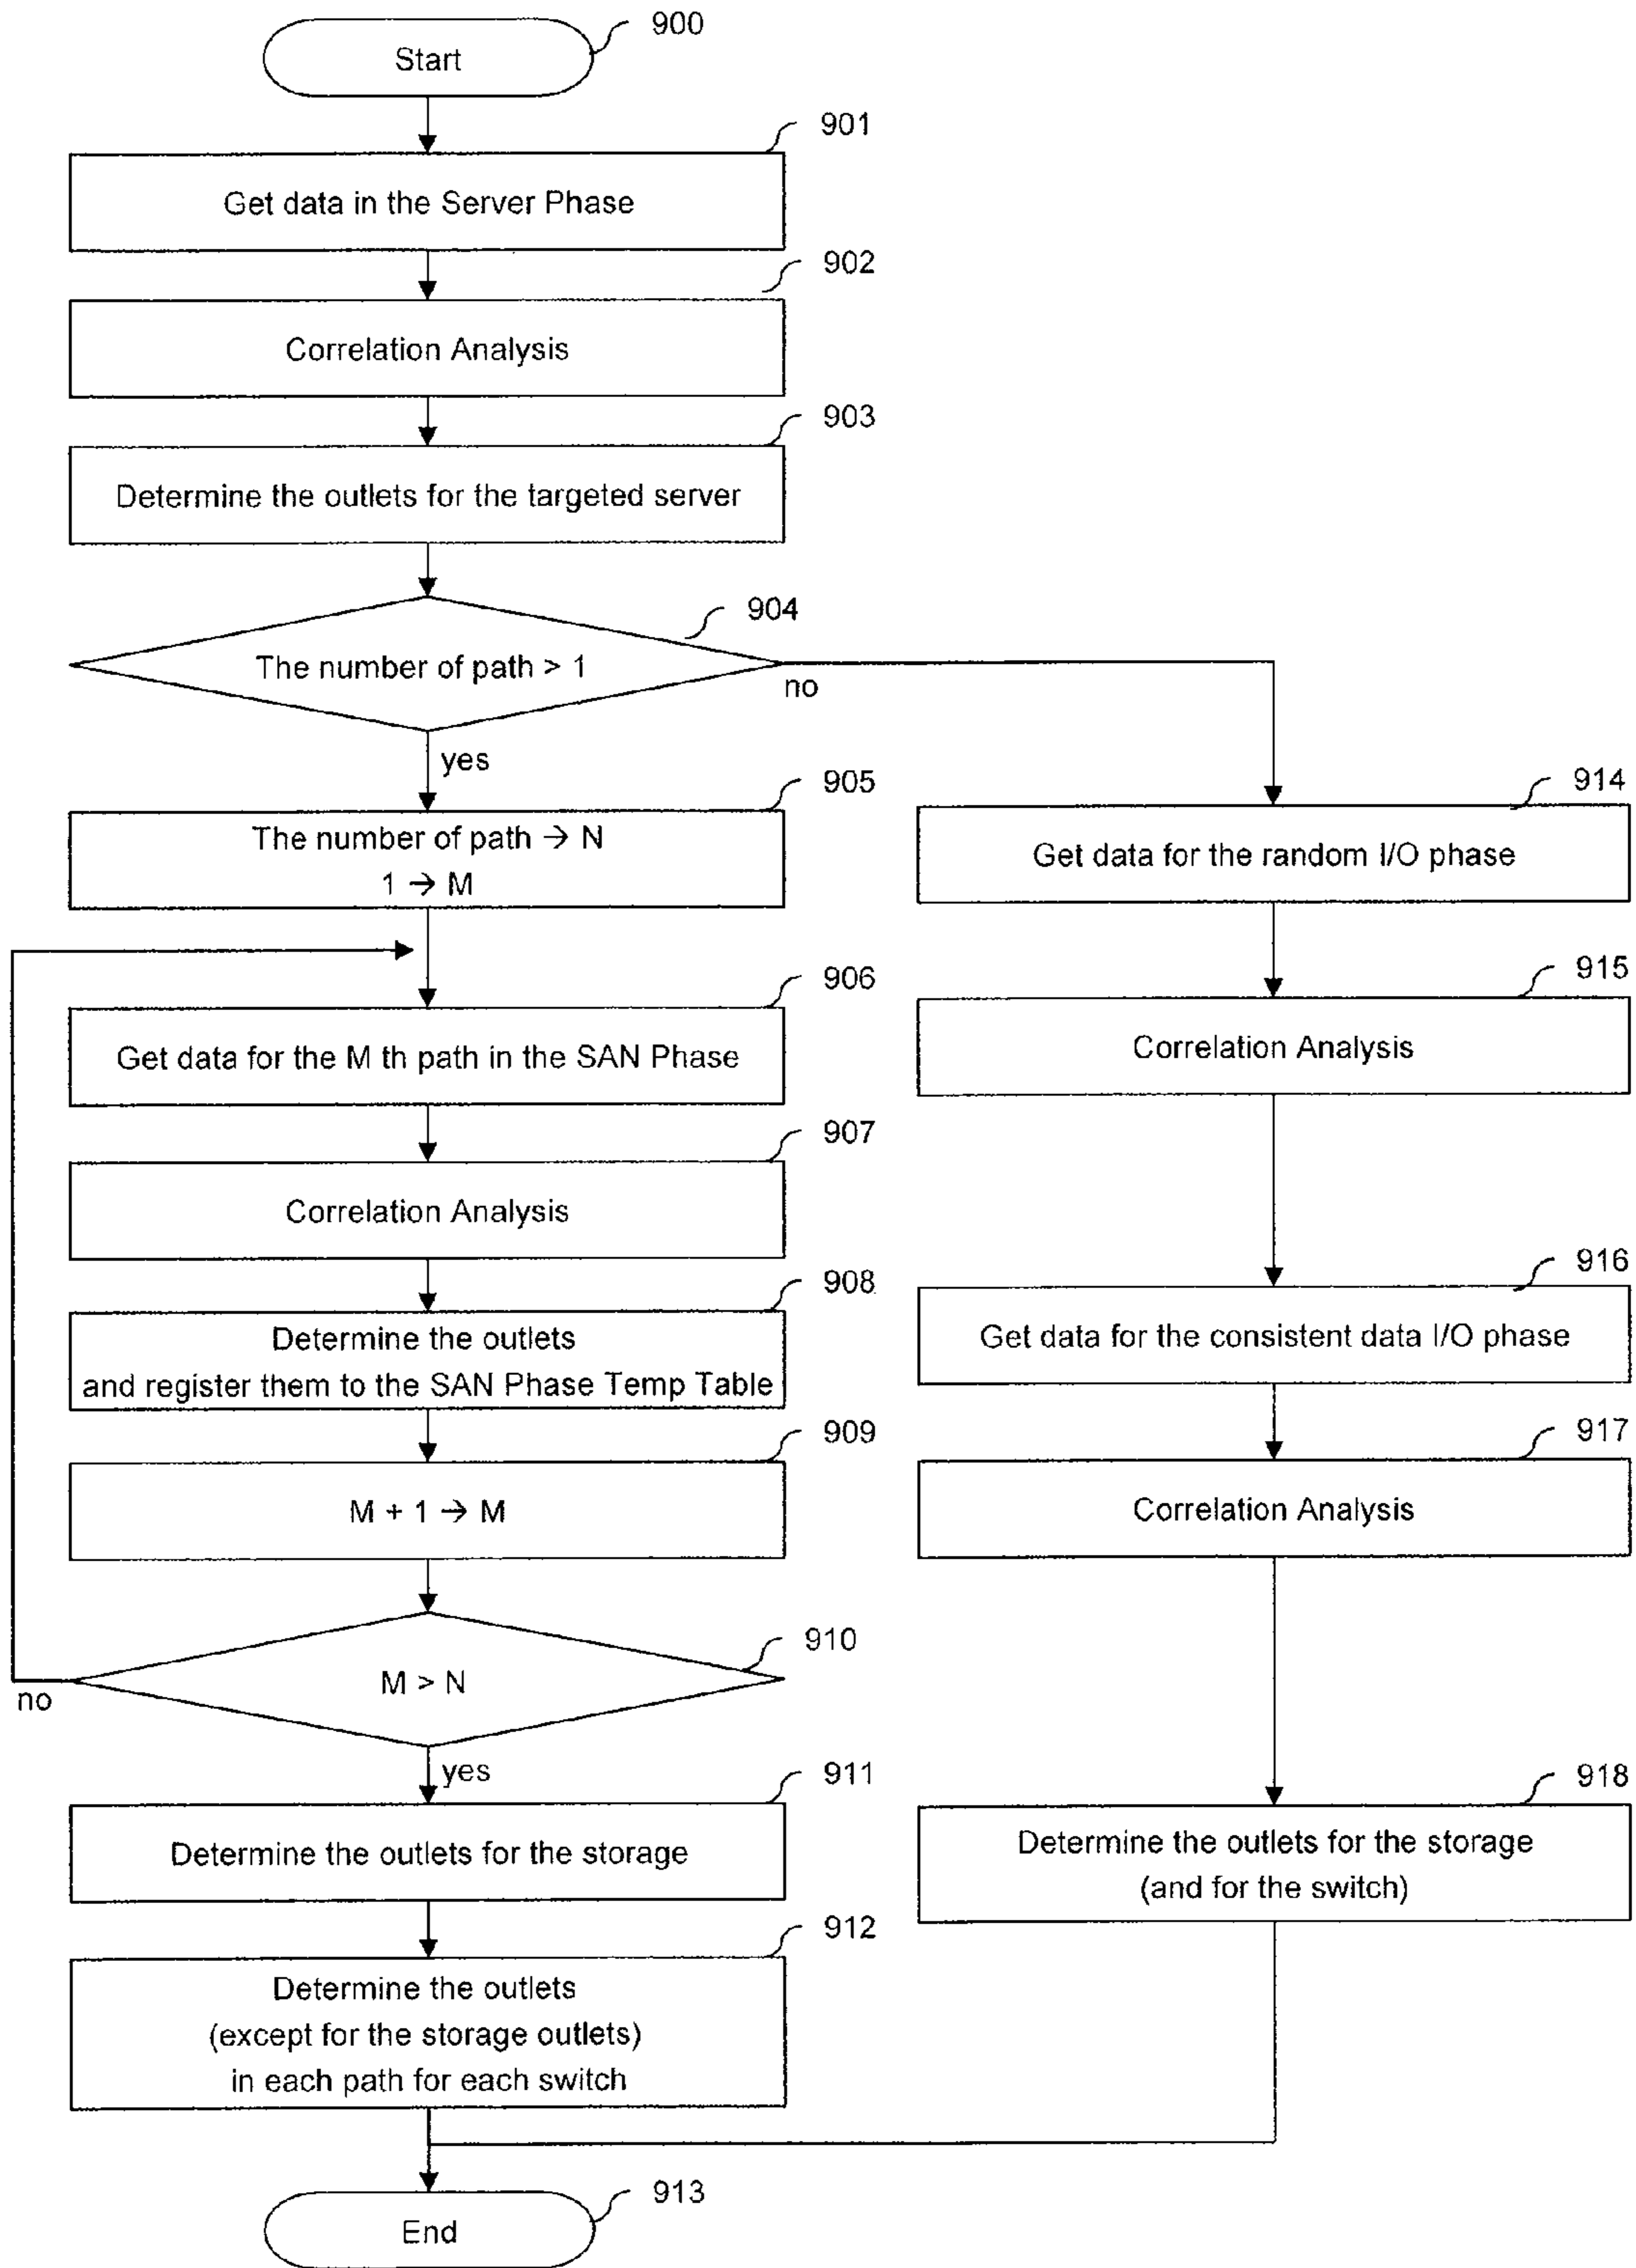 900
Start
901
Get data in the Server Phase
902
Correlation Analysis
903
Determine the outlets for the targeted server
904
The number of path > 1
no
yes
905
The number of path → N
1 → M
914
Get data for the random I/O phase
906
Get data for the M th path in the SAN Phase
915
Correlation Analysis
907
Correlation Analysis
908
Determine the outlets
and register them to the SAN Phase Temp Table
916
Get data for the consistent data I/O phase
909
M + 1 → M
917
Correlation Analysis
910
M > N
no
yes
911
Determine the outlets for the storage
918
Determine the outlets for the storage
(and for the switch)
912
Determine the outlets
(except for the storage outlets)
in each path for each switch
913
End